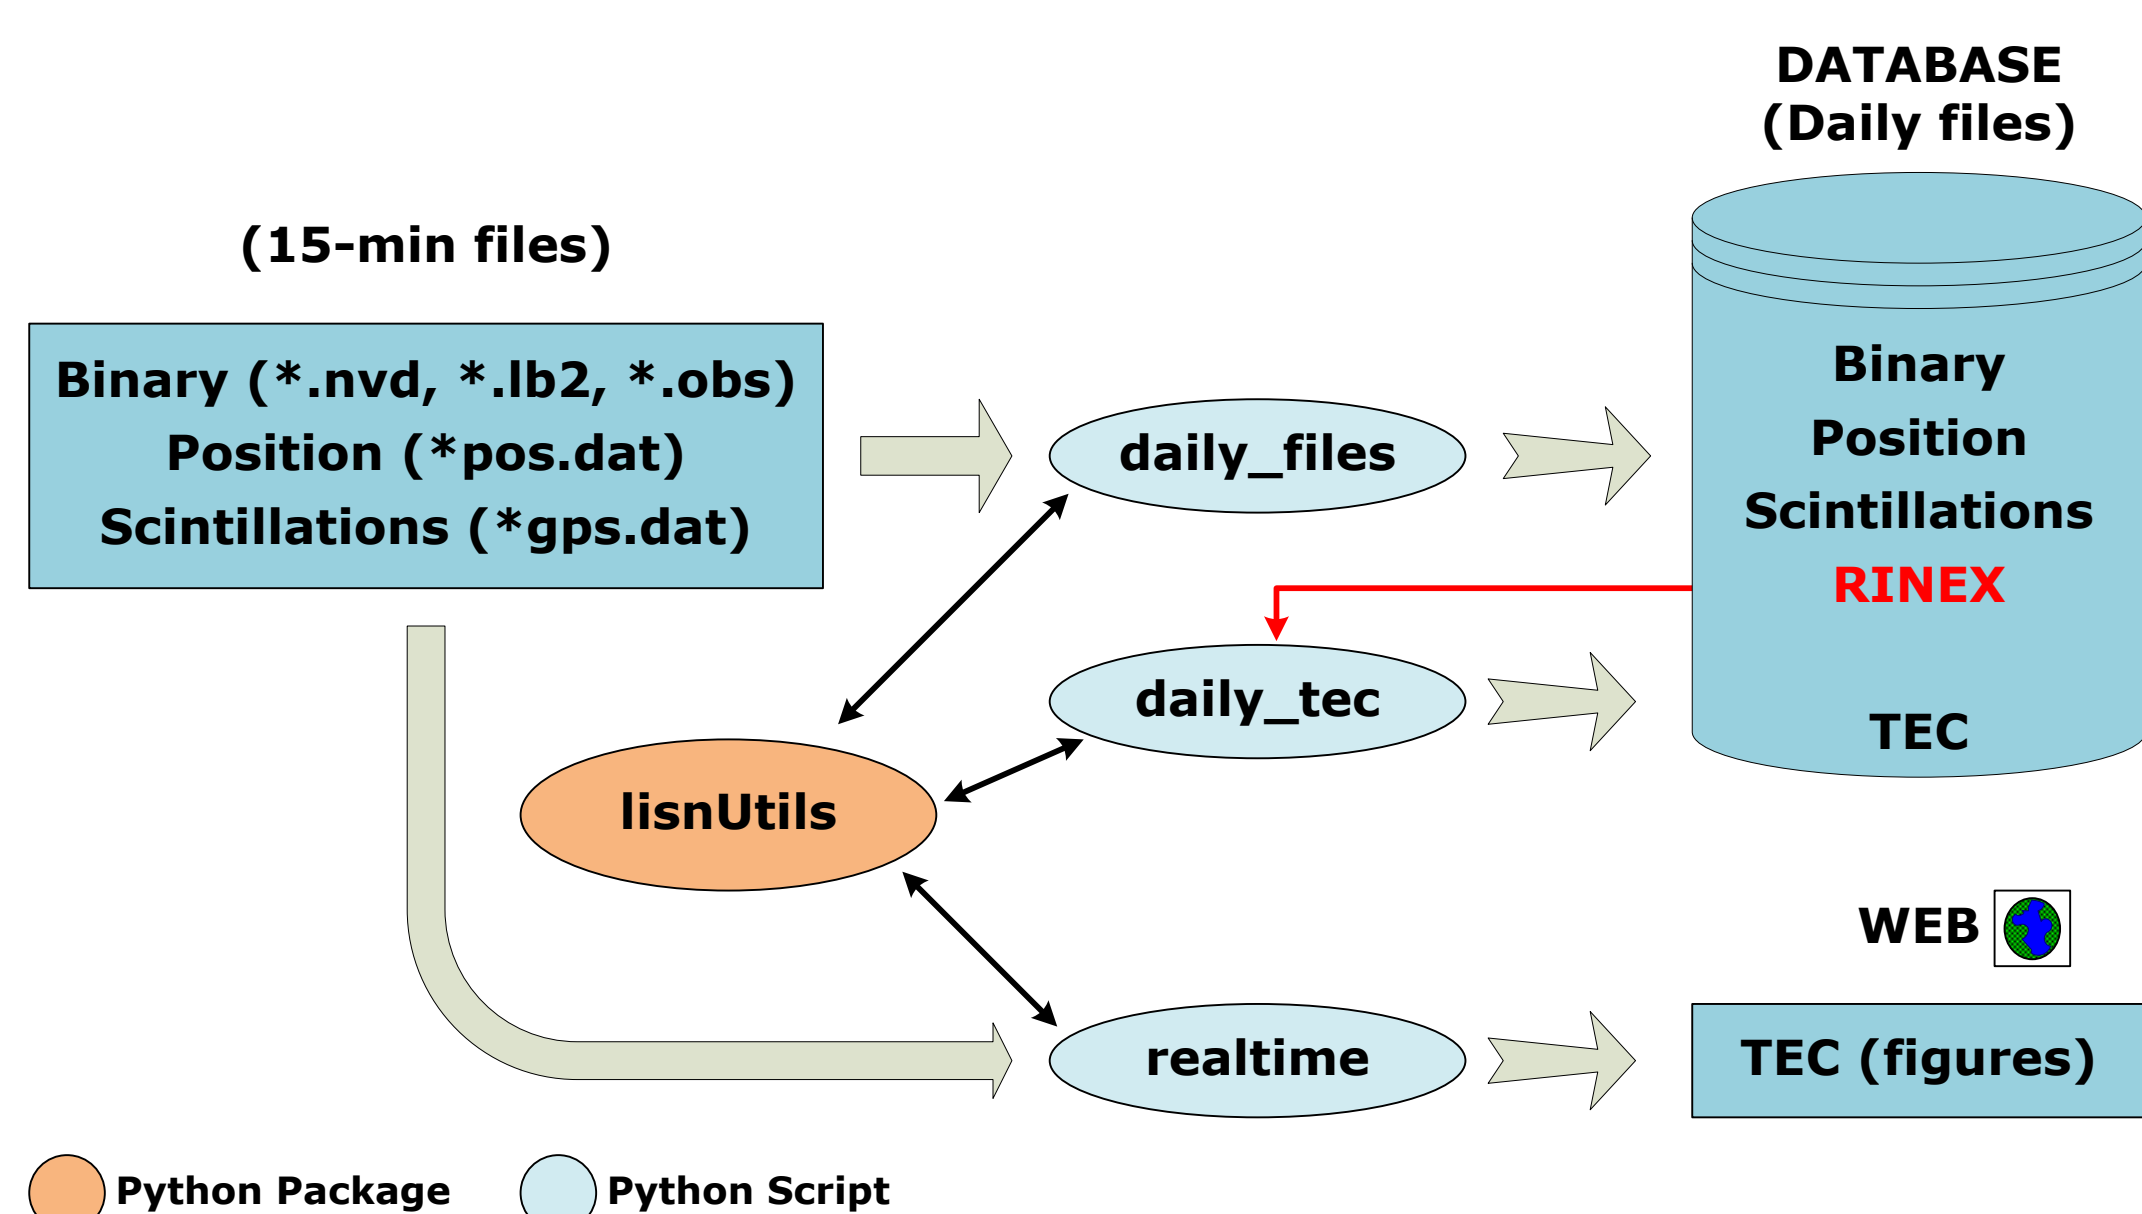 DATABASE
(Daily files)
(15-min files)
Binary (*.nvd, *.lb2, *.obs)
Position (*pos.dat)
Scintillations (*gps.dat)
daily_files
Binary
Position
Scintillations
RINEX
TEC
daily_tec
lisnUtils
WEB
realtime
TEC (figures)
Python Package
Python Script